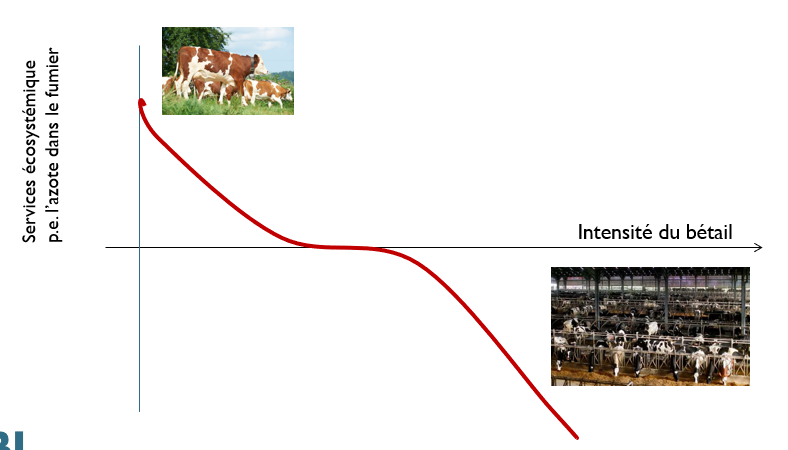 Services écosystémique
p.e. l'azote dans le fumier
Intensité du bétail